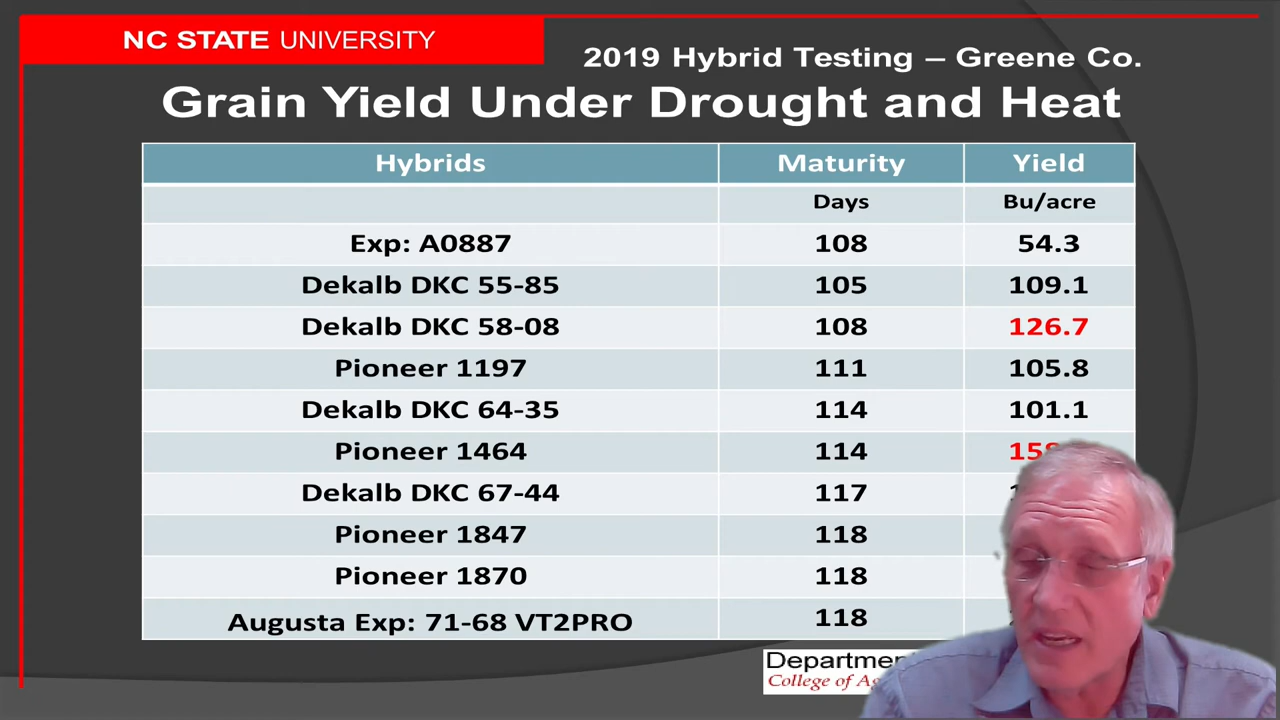 NC STATE UNIVERSITY
2019 Hybrid Testing – Greene Co.
Grain Yield Under Drought and Heat
Hybrids Maturity Yield
Days Bu/acre
Exp: A0887 108 54.3
Dekalb DKC 55-85 105 109.1
Dekalb DKC 58-08 108 126.7
Pioneer 1197 111 105.8
Dekalb DKC 64-35 114 101.1
Pioneer 1464 114
Dekalb DKC 67-44 117
Pioneer 1847 118
Pioneer 1870 118
Augusta Exp: 71-68 VT2PRO 118
College of